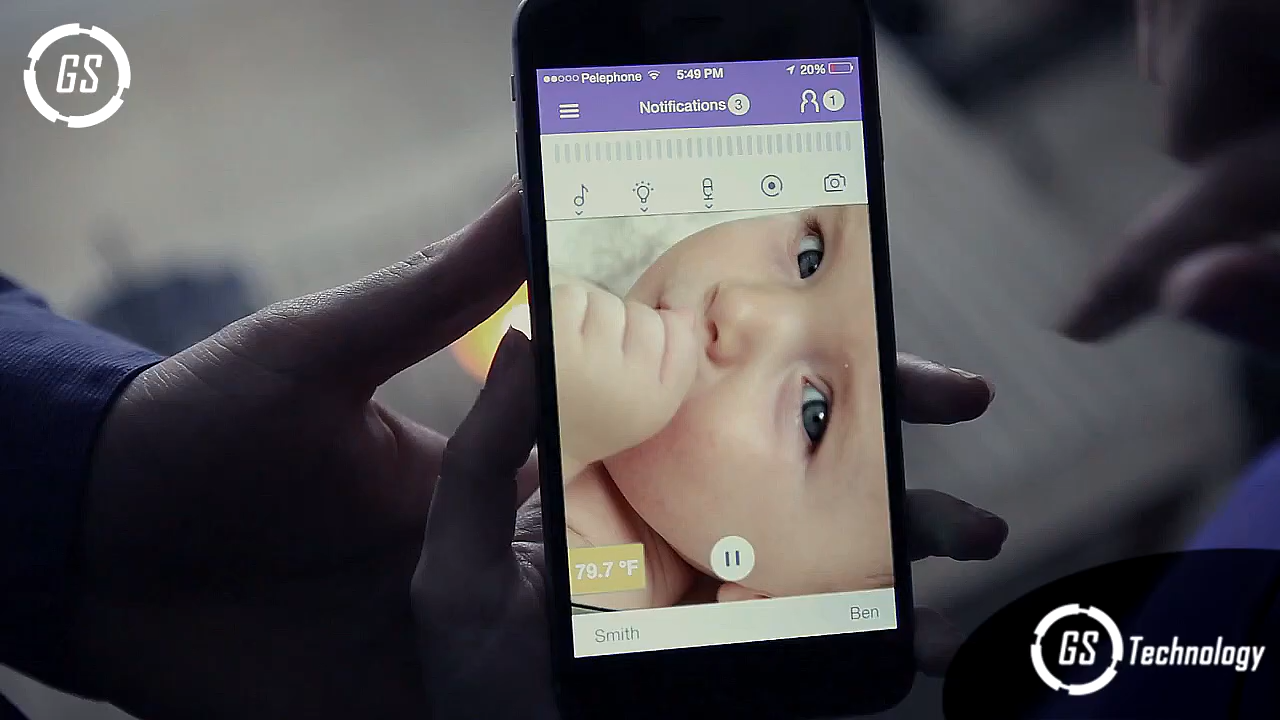 GS
Pelephone 5:49 PM 20%
Notifications 3
1
79.7 °F
Smith
Ben
GS Technology